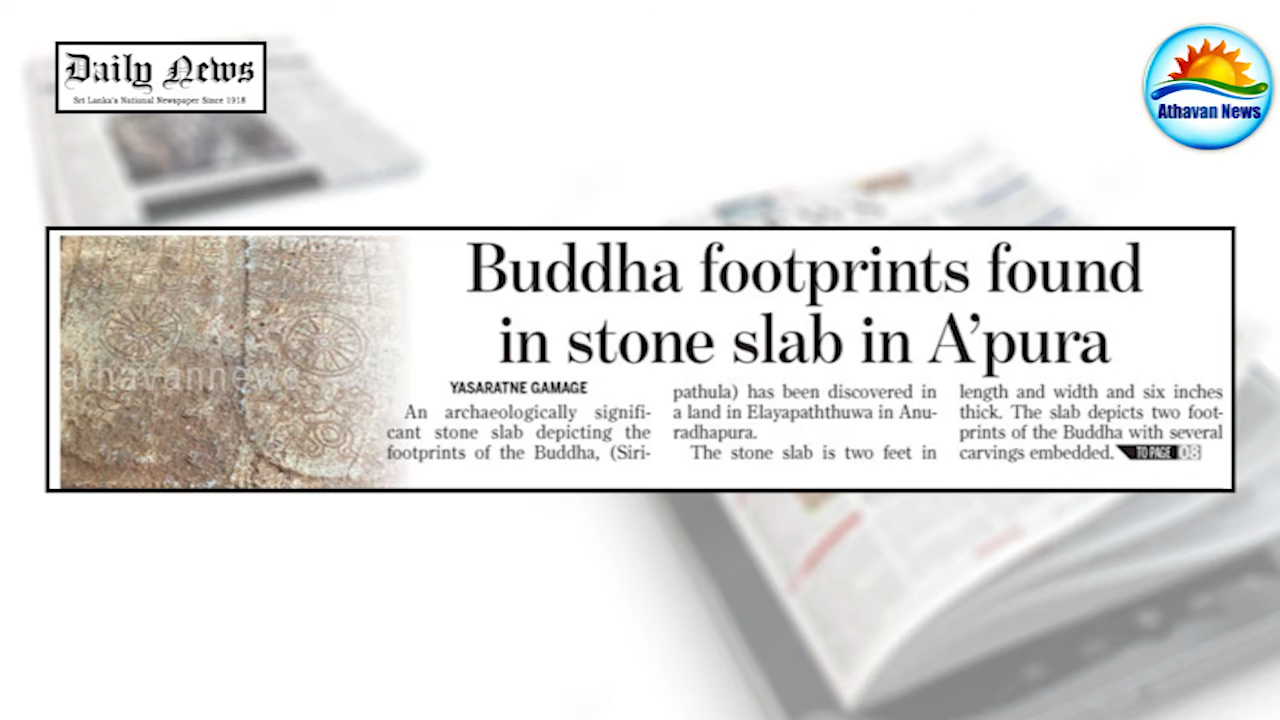 Daily News
Sri Lanka's National Newspaper Since 1918
Athavan News
Buddha footprints found
in stone slab in A'pura
athavannews
YASARATNE GAMAGE
An archaeologically signifi-
cant stone slab depicting the
footprints of the Buddha, (Siri-
pathula) has been discovered in
a land in Elayapaththuwa in Anu-
radhapura.
The stone slab is two feet in
length and width and six inches
thick. The slab depicts two foot-
prints of the Buddha with several
carvings embedded. TO PAGE 08